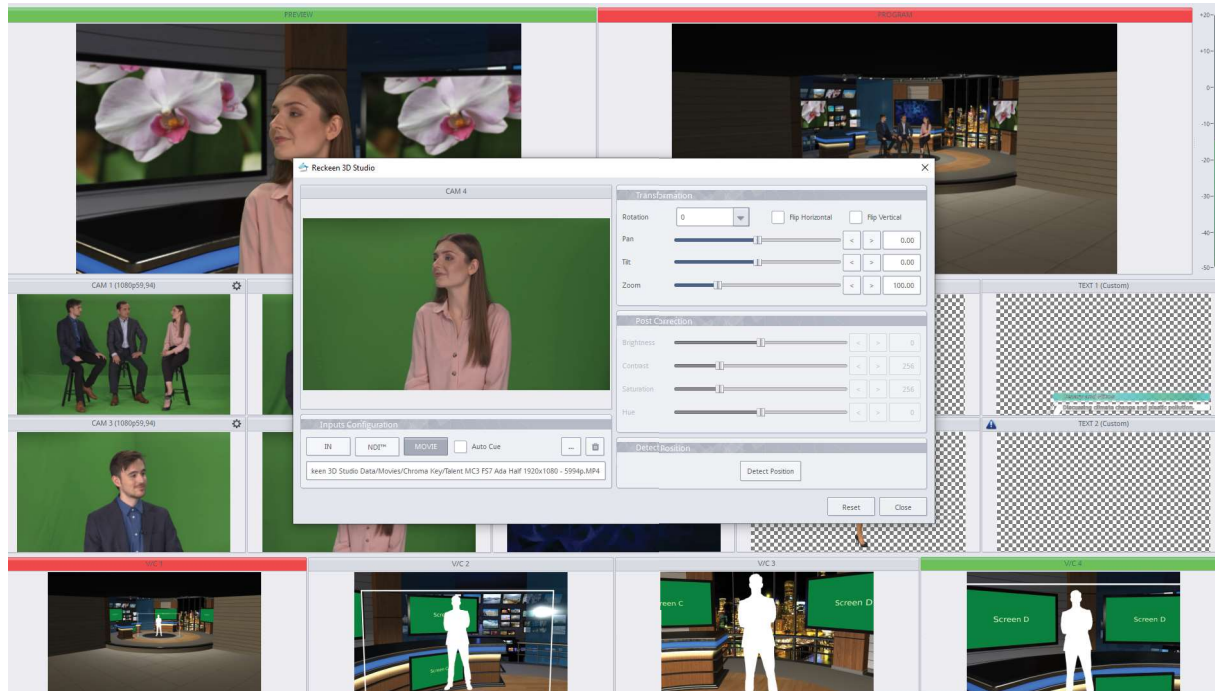 PREVIEW
PROGRAM
+20
+10
0
-10
-20
-30
-40
-50
Reckeen 3D Studio
CAM 4
Transformation
Rotation 0 Flip Horizontal Flip Vertical
Pan < > 0.00
Tilt < > 0.00
Zoom < > 100.00
Post Correction
Brightness < > 0
Contrast < > 256
Saturation < > 256
Hue < > 0
Inputs Configuration
IN NDI™ MOVIE Auto Cue ...
keen 3D Studio Data/Movies/Chroma Key/Talent MC3 FS7 Ada Half 1920x1080 - 5994p.MP4
Detect Position
Detect Position
Reset Close
CAM 1 (1080p59,94)
TEXT 1 (Custom)
CAM 3 (1080p59,94)
TEXT 2 (Custom)
V/C 1
V/C 2
V/C 3
V/C 4
Screen D
Screen D
Screen D